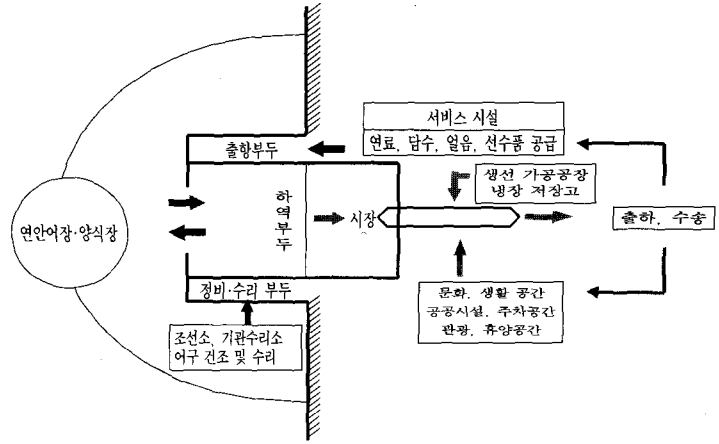 서비스 시설
연료, 담수, 얼음, 선수품 공급
출항부두
생선 가공공장
냉장 저장고
하역부두
시장
출하, 수송
연안어장·양식장
정비·수리 부두
문화, 생활 공간
공공시설, 주차공간
관광, 휴양공간
조선소, 기관수리소
어구 건조 및 수리